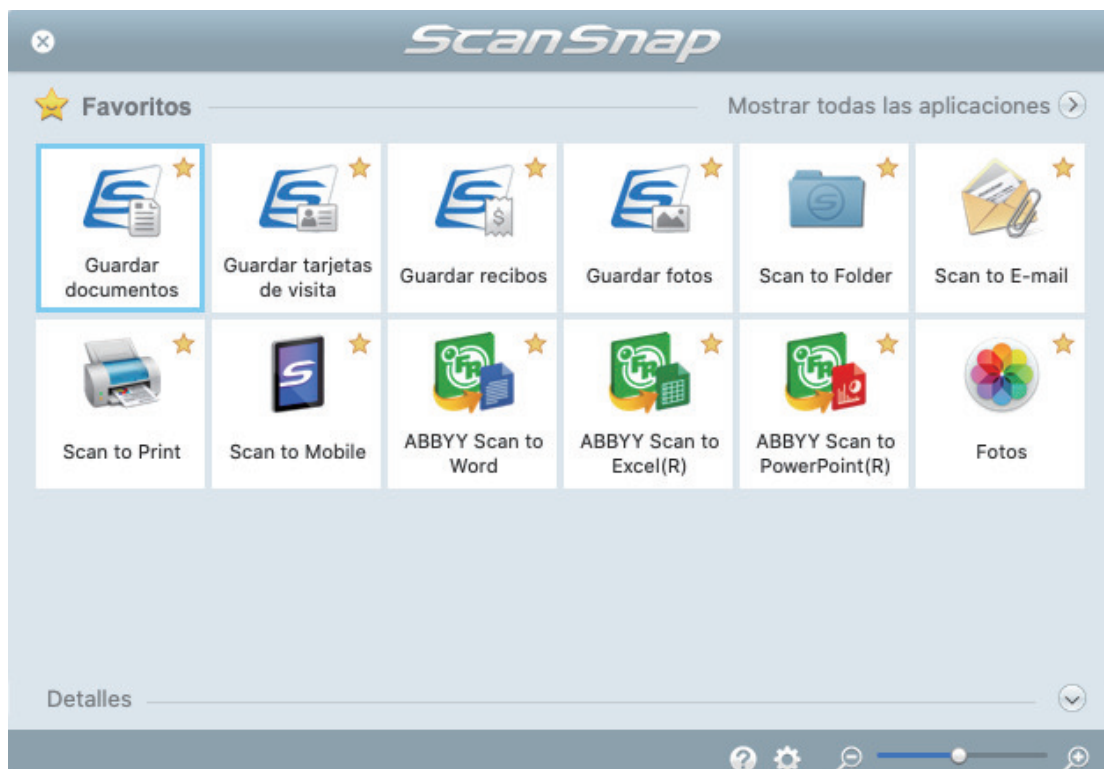 ScanSnap
Favoritos
Mostrar todas las aplicaciones
Guardar
documentos
Guardar tarjetas
de visita
Guardar recibos
Guardar fotos
Scan to Folder
Scan to E-mail
Scan to Print
Scan to Mobile
ABBYY Scan to
Word
ABBYY Scan to
Excel(R)
ABBYY Scan to
PowerPoint(R)
Fotos
Detalles